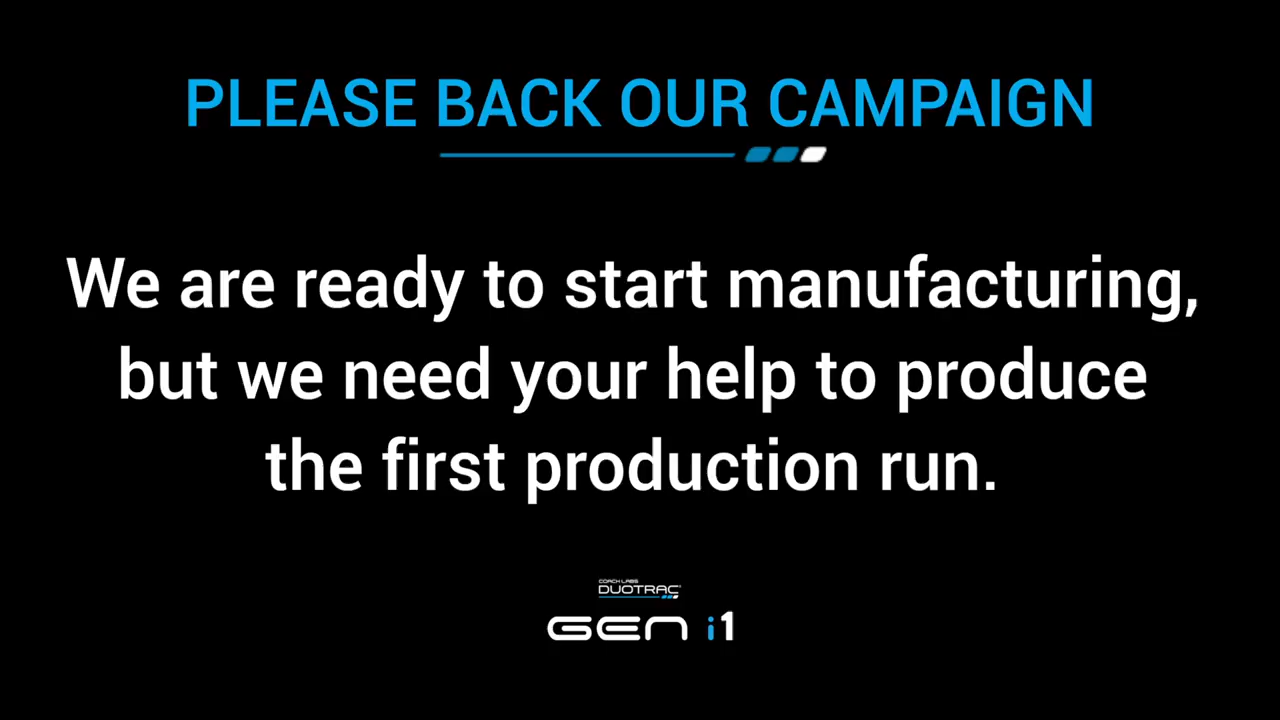 PLEASE BACK OUR CAMPAIGN
We are ready to start manufacturing,
but we need your help to produce
the first production run.
COACH LABS
DUOTRAC
GEN i1